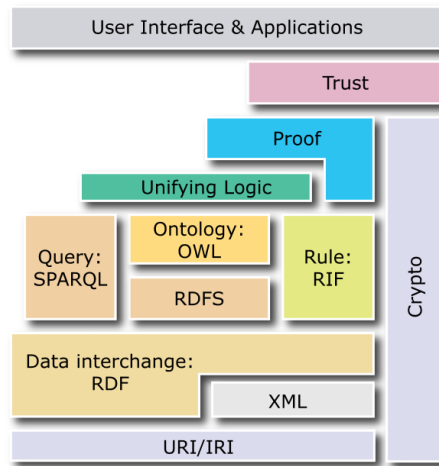 User Interface & Applications
Trust
Proof
Unifying Logic
Query:
SPARQL
Ontology:
OWL
RDFS
Rule:
RIF
Crypto
Data interchange:
RDF
XML
URI/IRI